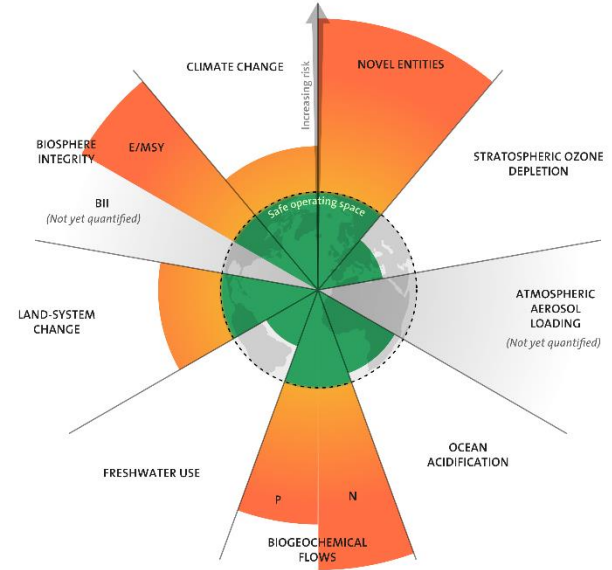 CLIMATE CHANGE
Increasing risk
NOVEL ENTITIES
BIOSPHERE
INTEGRITY
E/MSY
STRATOSPHERIC OZONE
DEPLETION
BII
(Not yet quantified)
Safe operating space
LAND-SYSTEM
CHANGE
ATMOSPHERIC
AEROSOL
LOADING
(Not yet quantified)
FRESHWATER USE
OCEAN
ACIDIFICATION
P
N
BIOGEOCHEMICAL
FLOWS